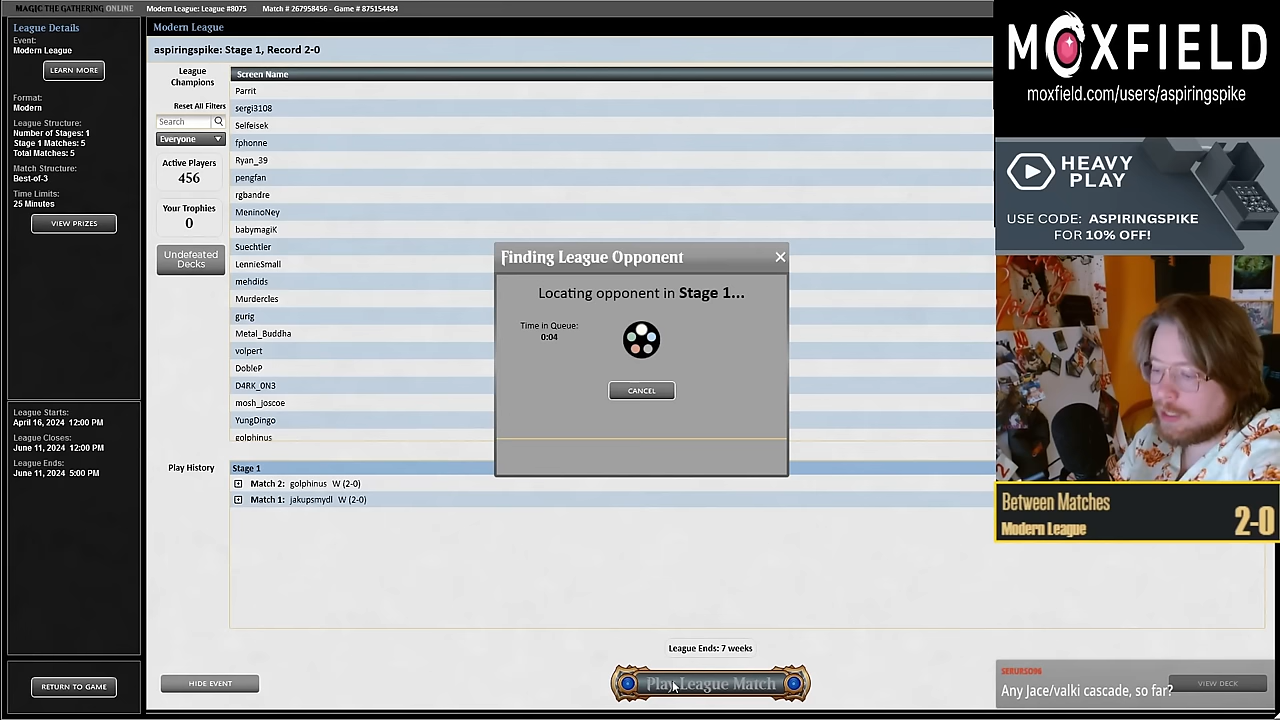 MAGIC THE GATHERING ONLINE
Modern League: League #8075
Match # 267958456 - Game # 875154484
League Details
Event:
Modern League
LEARN MORE
Format:
Modern
League Structure:
Number of Stages: 1
Stage 1 Matches: 5
Total Matches: 5
Match Structure:
Best-of-3
Time Limits:
25 Minutes
VIEW PRIZES
League Starts:
April 16, 2024 12:00 PM
League Closes:
June 11, 2024 12:00 PM
League Ends:
June 11, 2024 5:00 PM
RETURN TO GAME
Modern League
aspiringspike: Stage 1, Record 2-0
League
Champions
Reset All Filters
Search
Everyone
Active Players
456
Your Trophies
0
Undefeated
Decks
Screen Name
Parrit
sergi3108
Selfeisek
fphonne
Ryan_39
pengfan
rgbandre
MeninoNey
babymagiK
Suechtler
LennieSmall
mehdids
Murdercles
gurig
Metal_Buddha
volpert
DobleP
D4RK_0N3
mosh_joscoe
YungDingo
golphinus
Finding League Opponent
Locating opponent in Stage 1...
Time in Queue:
0:04
CANCEL
Play History
Stage 1
Match 2: golphinus W (2-0)
Match 1: jakupsmydl W (2-0)
League Ends: 7 weeks
HIDE EVENT
Play League Match
MOXFIELD
moxfield.com/users/aspiringspike
HEAVY
PLAY
USE CODE: ASPIRINGSPIKE
FOR 10% OFF!
Between Matches
Modern League
2-0
SEBURSO96
Any Jace/valki cascade, so far?
VIEW DECK